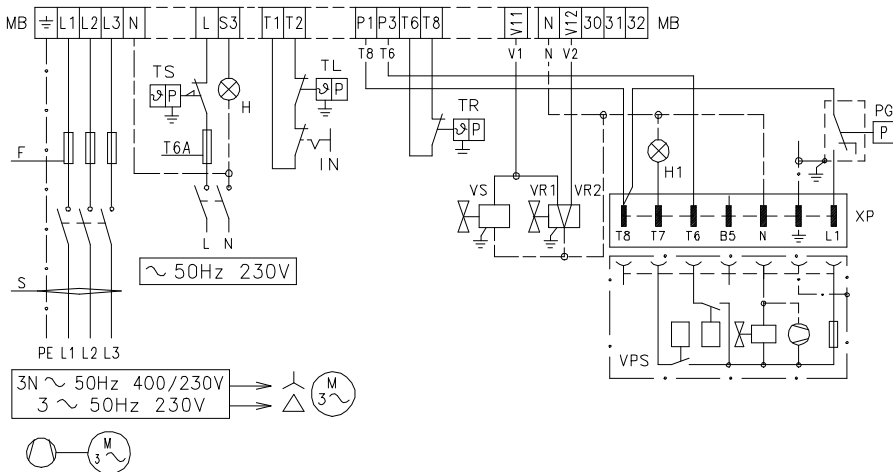 MB ⏚ L1 L2 L3 N L S3 T1 T2 P1 P3 T6 T8 V11 N V12 30 31 32 MB
T8 T6 V1 N V2
TS
ϑ P
H
TL
ϑ P
IN
TR
ϑ P
PG
P
F
T6A
H1
VS VR1 VR2
XP
T8 T7 T6 B5 N ⏚ L1
L N
~ 50Hz 230V
S
VPS
PE L1 L2 L3
3N ~ 50Hz 400/230V
3 ~ 50Hz 230V
M
3~
M
3~